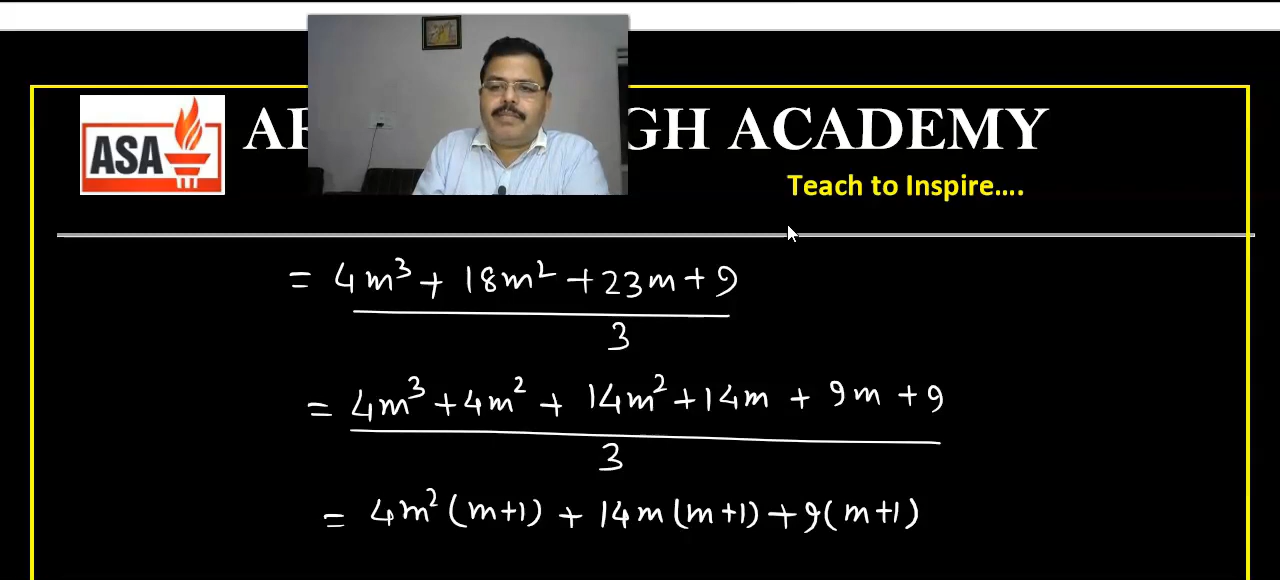 ASA
GH ACADEMY
Teach to Inspire....
= 4m³ + 18m² + 23m + 9
3
= 4m³ + 4m² + 14m² + 14m + 9m + 9
3
= 4m² (m+1) + 14m (m+1) + 9 (m+1)